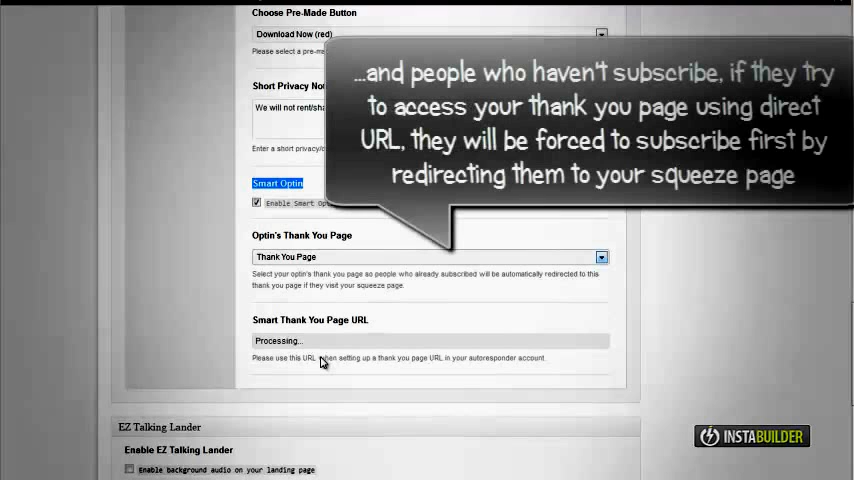 Choose Pre-Made Button
Download Now (red)
Please select a pre-ma
...and people who haven't subscribe, if they try
to access your thank you page using direct
URL, they will be forced to subscribe first by
redirecting them to your squeeze page
Short Privacy No
We will not rent/sha
Enter a short privacy/
Smart Optin
Enable Smart Opt
Optin's Thank You Page
Thank You Page
Select your optin's thank you page so people who already subscribed will be automatically redirected to this
thank you page if they visit your squeeze page.
Smart Thank You Page URL
Processing...
Please use this URL when setting up a thank you page URL in your autoresponder account.
EZ Talking Lander
INSTABUILDER
Enable EZ Talking Lander
Enable background audio on your landing page